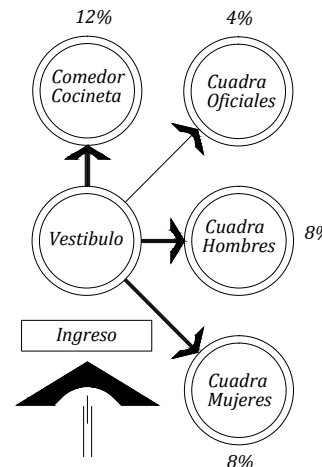 12%
4%
Comedor
Cocineta
Cuadra
Oficiales
Vestibulo
Cuadra
Hombres
8%
Ingreso
Cuadra
Mujeres
8%